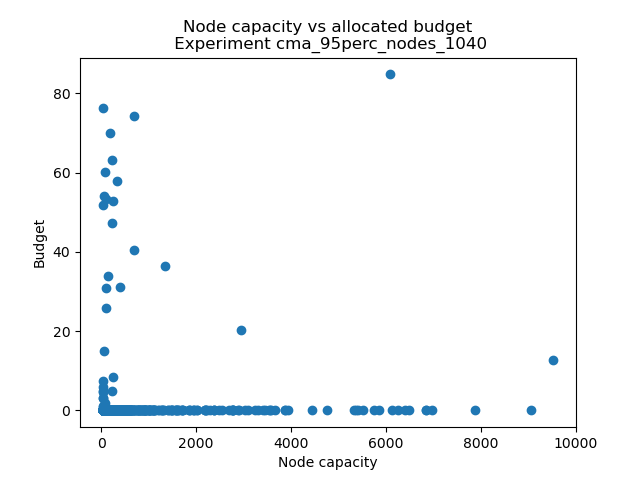 Node capacity vs allocated budget
Experiment cma_95perc_nodes_1040
80
60
40
20
0
Budget
0 2000 4000 6000 8000 10000
Node capacity